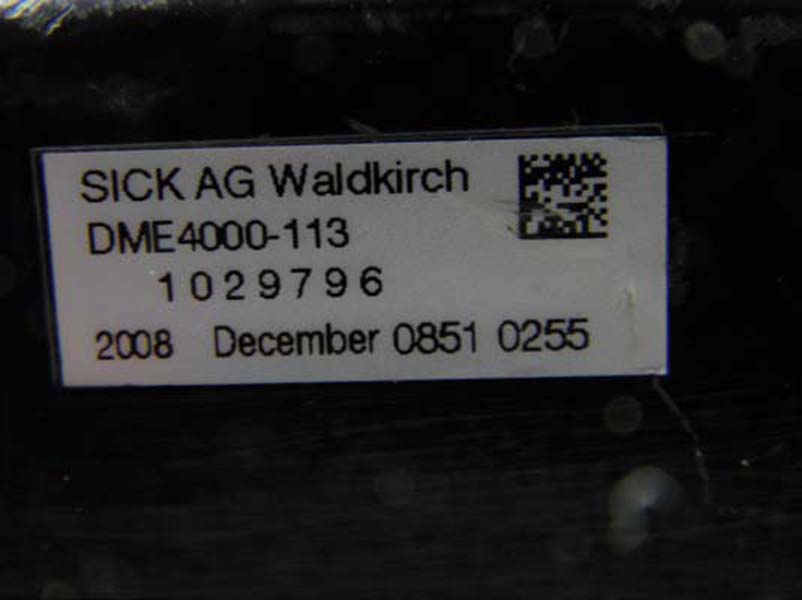 SICK AG Waldkirch
DME4000-113
1029796
2008 December 0851 0255